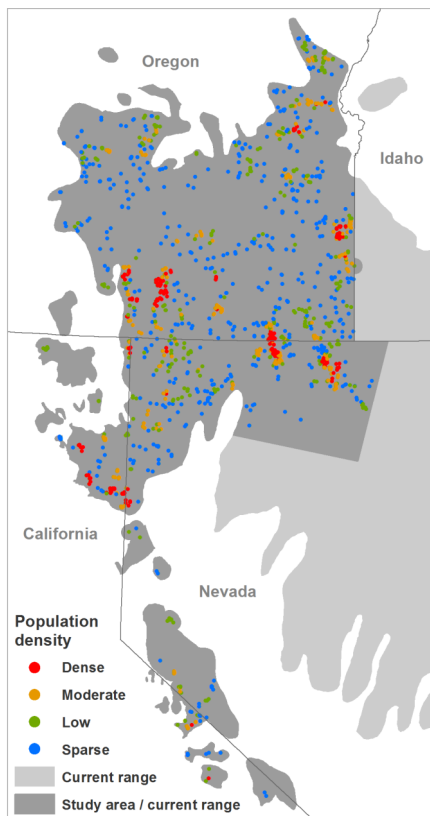 Oregon
Idaho
California
Nevada
Population
density
Dense
Moderate
Low
Sparse
Current range
Study area / current range